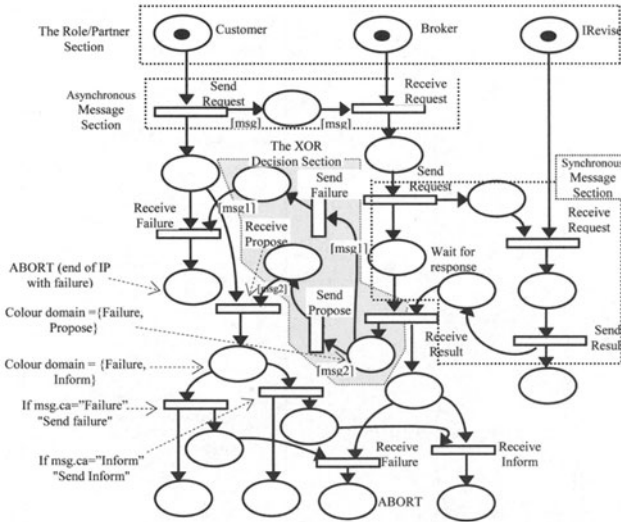 The Role/Partner
Section
Customer
Broker
IRevise
Asynchronous
Message
Section
Send
Request
Receive
Request
[msg]
[msg]
The XOR
Decision Section
Send
Failure
Send
Request
Synchronous
Message
Section
Receive
Request
Receive
Failure
[msg1]
Receive
Propose
[msg1]
Wait for
response
ABORT (end of IP
with failure)
[msg2]
Send
Propose
Colour domain ={Failure,
Propose}
[msg2]
Receive
Result
Send
Result
Colour domain ={Failure,
Inform}
If msg.ca="Failure"
"Send failure"
If msg.ca="Inform"
"Send Inform"
Receive
Failure
Receive
Inform
ABORT